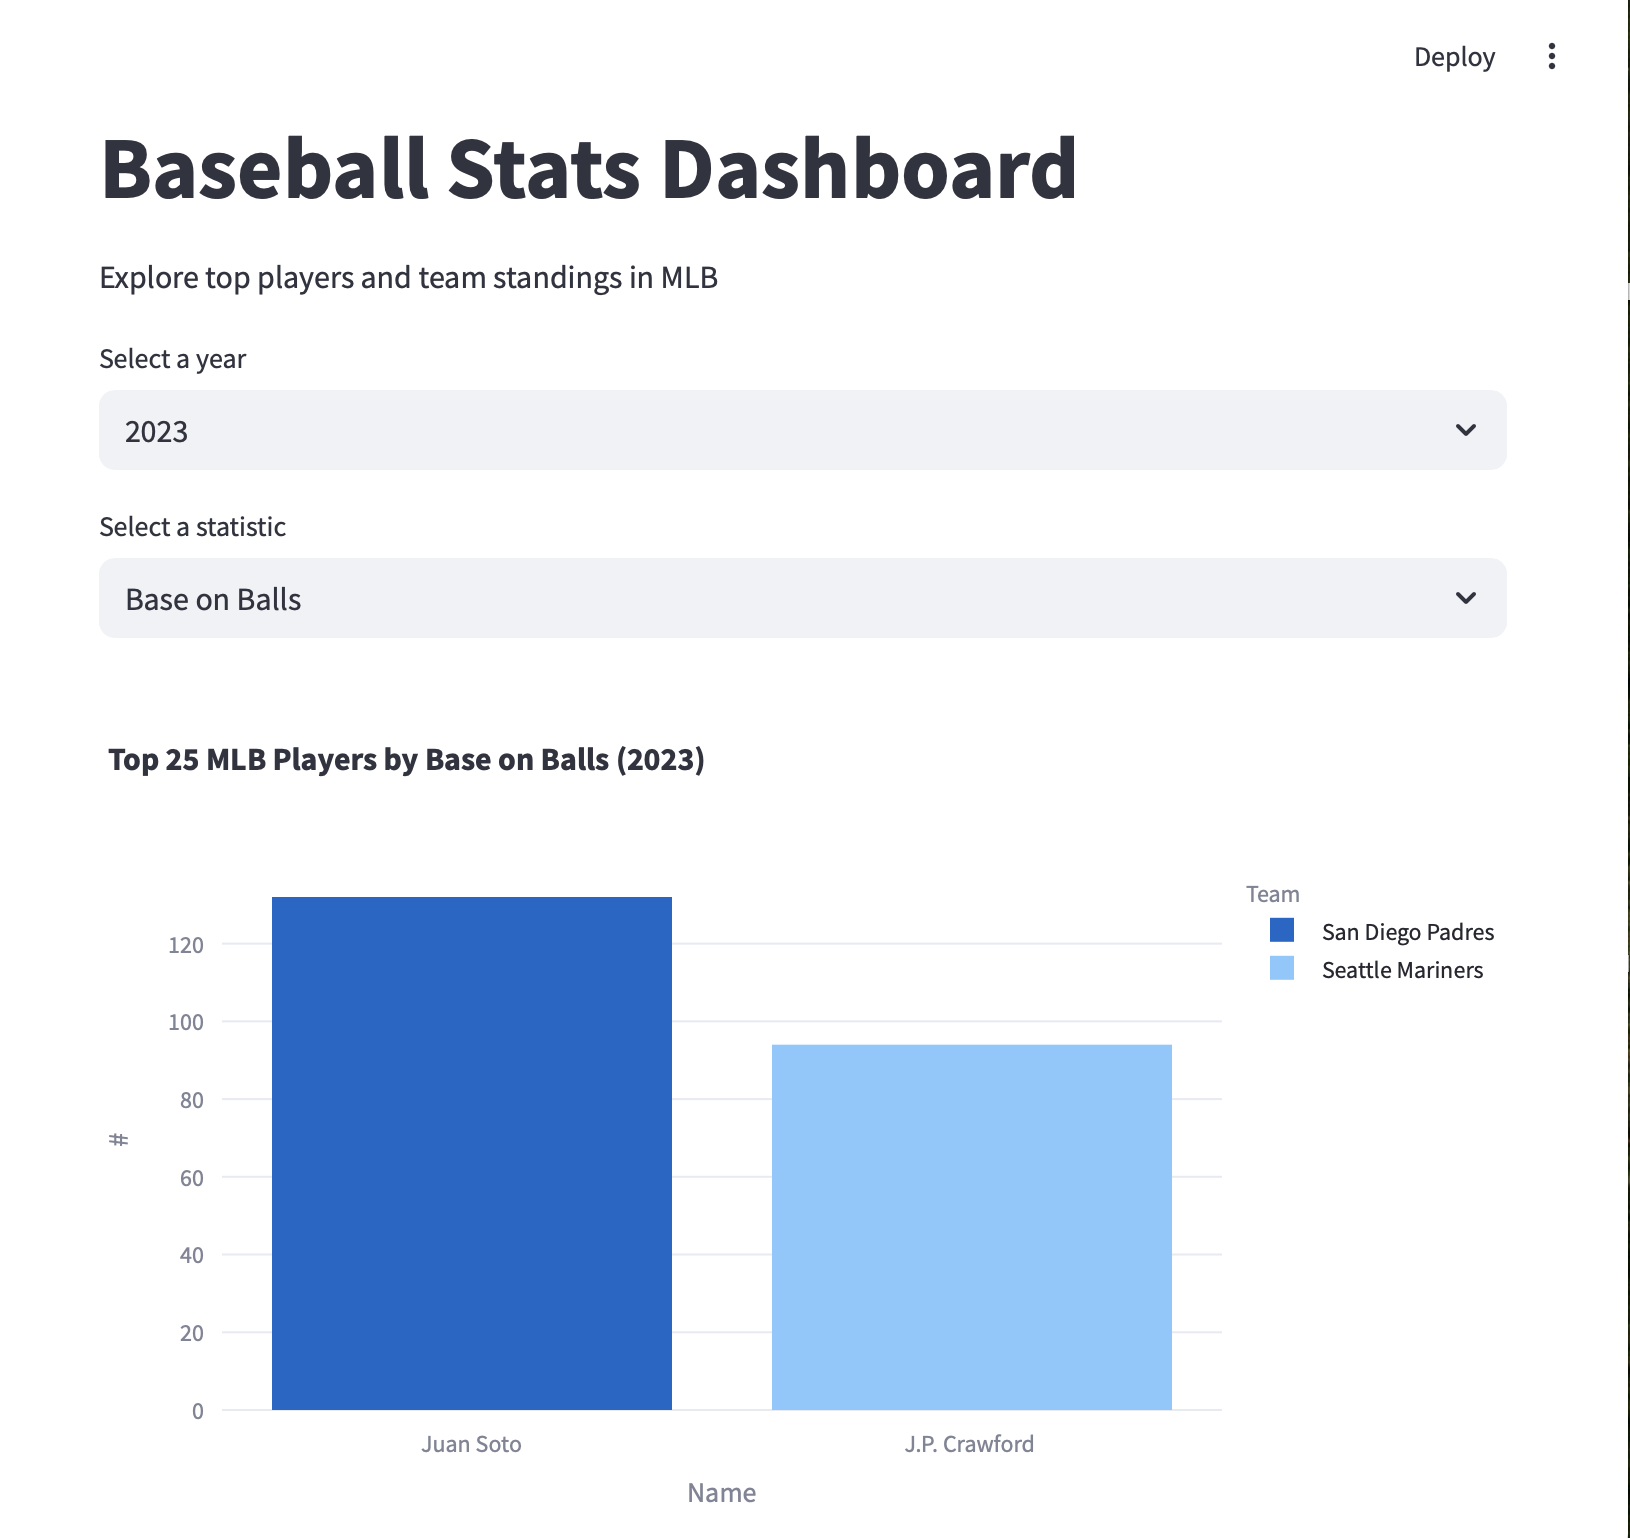 Deploy
Baseball Stats Dashboard
Explore top players and team standings in MLB
Select a year
2023
Select a statistic
Base on Balls
Top 25 MLB Players by Base on Balls (2023)
Team
San Diego Padres
Seattle Mariners
120
100
80
60
40
20
0
#
Juan Soto
J.P. Crawford
Name